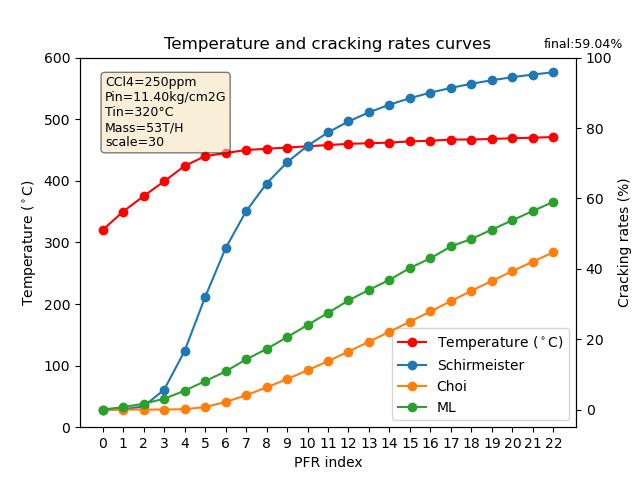 Temperature and cracking rates curves
final:59.04%
CCl4=250ppm
Pin=11.40kg/cm2G
Tin=320°C
Mass=53T/H
scale=30
Temperature (°C)
600
500
400
300
200
100
0
Cracking rates (%)
100
80
60
40
20
0
Temperature (°C)
Schirmeister
Choi
ML
0 1 2 3 4 5 6 7 8 9 10 11 12 13 14 15 16 17 18 19 20 21 22
PFR index